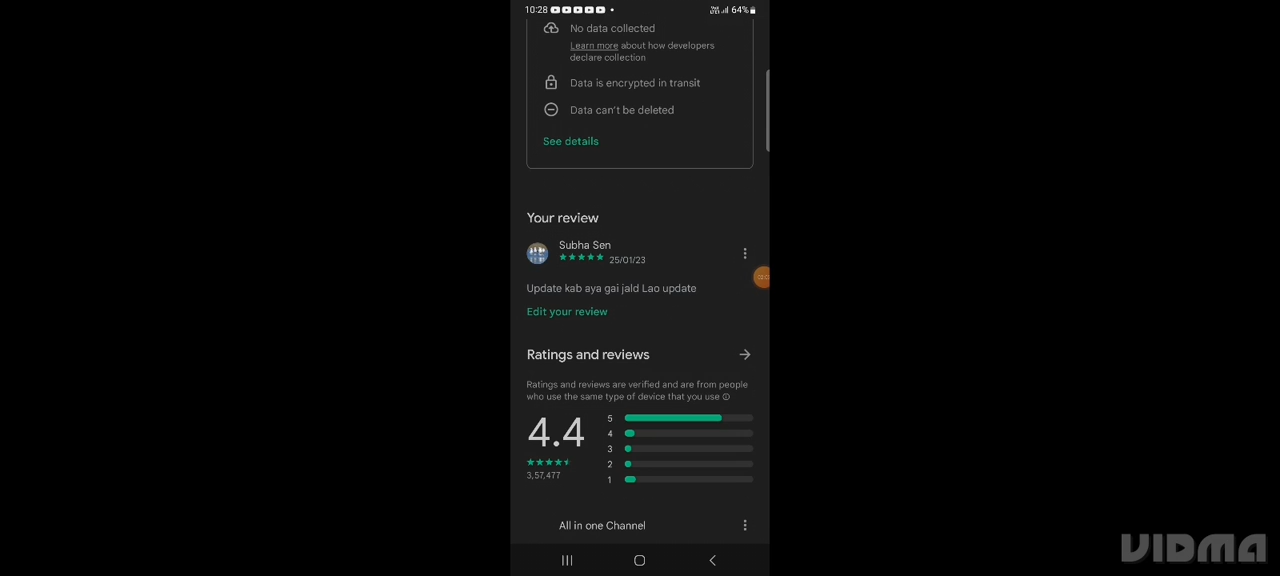 10:28
64%
No data collected
Learn more about how developers
declare collection
Data is encrypted in transit
Data can't be deleted
See details
Your review
Subha Sen
25/01/23
Update kab aya gai jald Lao update
Edit your review
Ratings and reviews
Ratings and reviews are verified and are from people
who use the same type of device that you use
4.4
5
4
3
2
1
3,57,477
All in one Channel
VIDMA